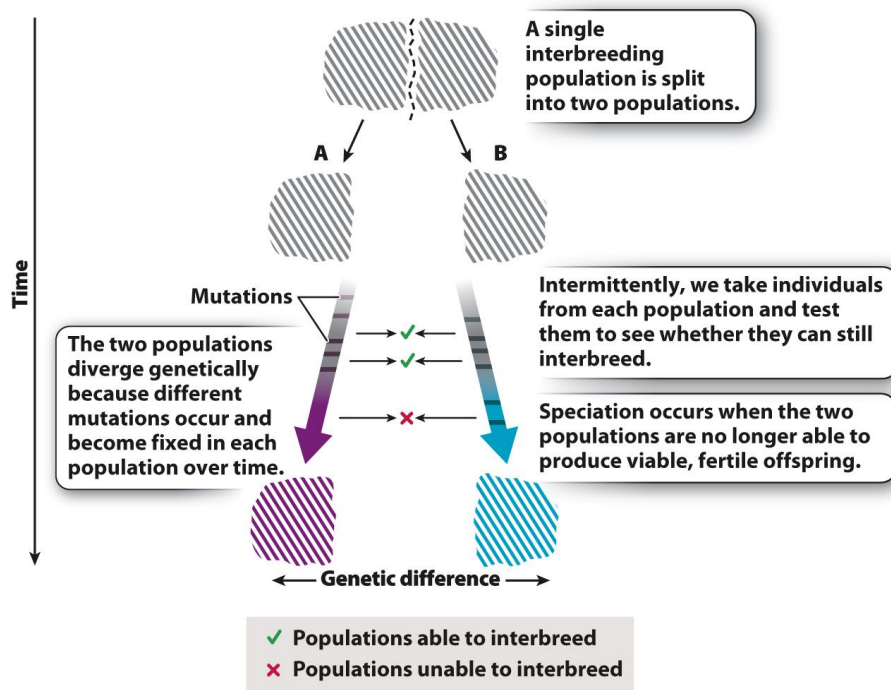 A single
interbreeding
population is split
into two populations.
A
B
Time
Mutations
Intermittently, we take individuals
from each population and test
them to see whether they can still
interbreed.
The two populations
diverge genetically
because different
mutations occur and
become fixed in each
population over time.
Speciation occurs when the two
populations are no longer able to
produce viable, fertile offspring.
Genetic difference
Populations able to interbreed
Populations unable to interbreed